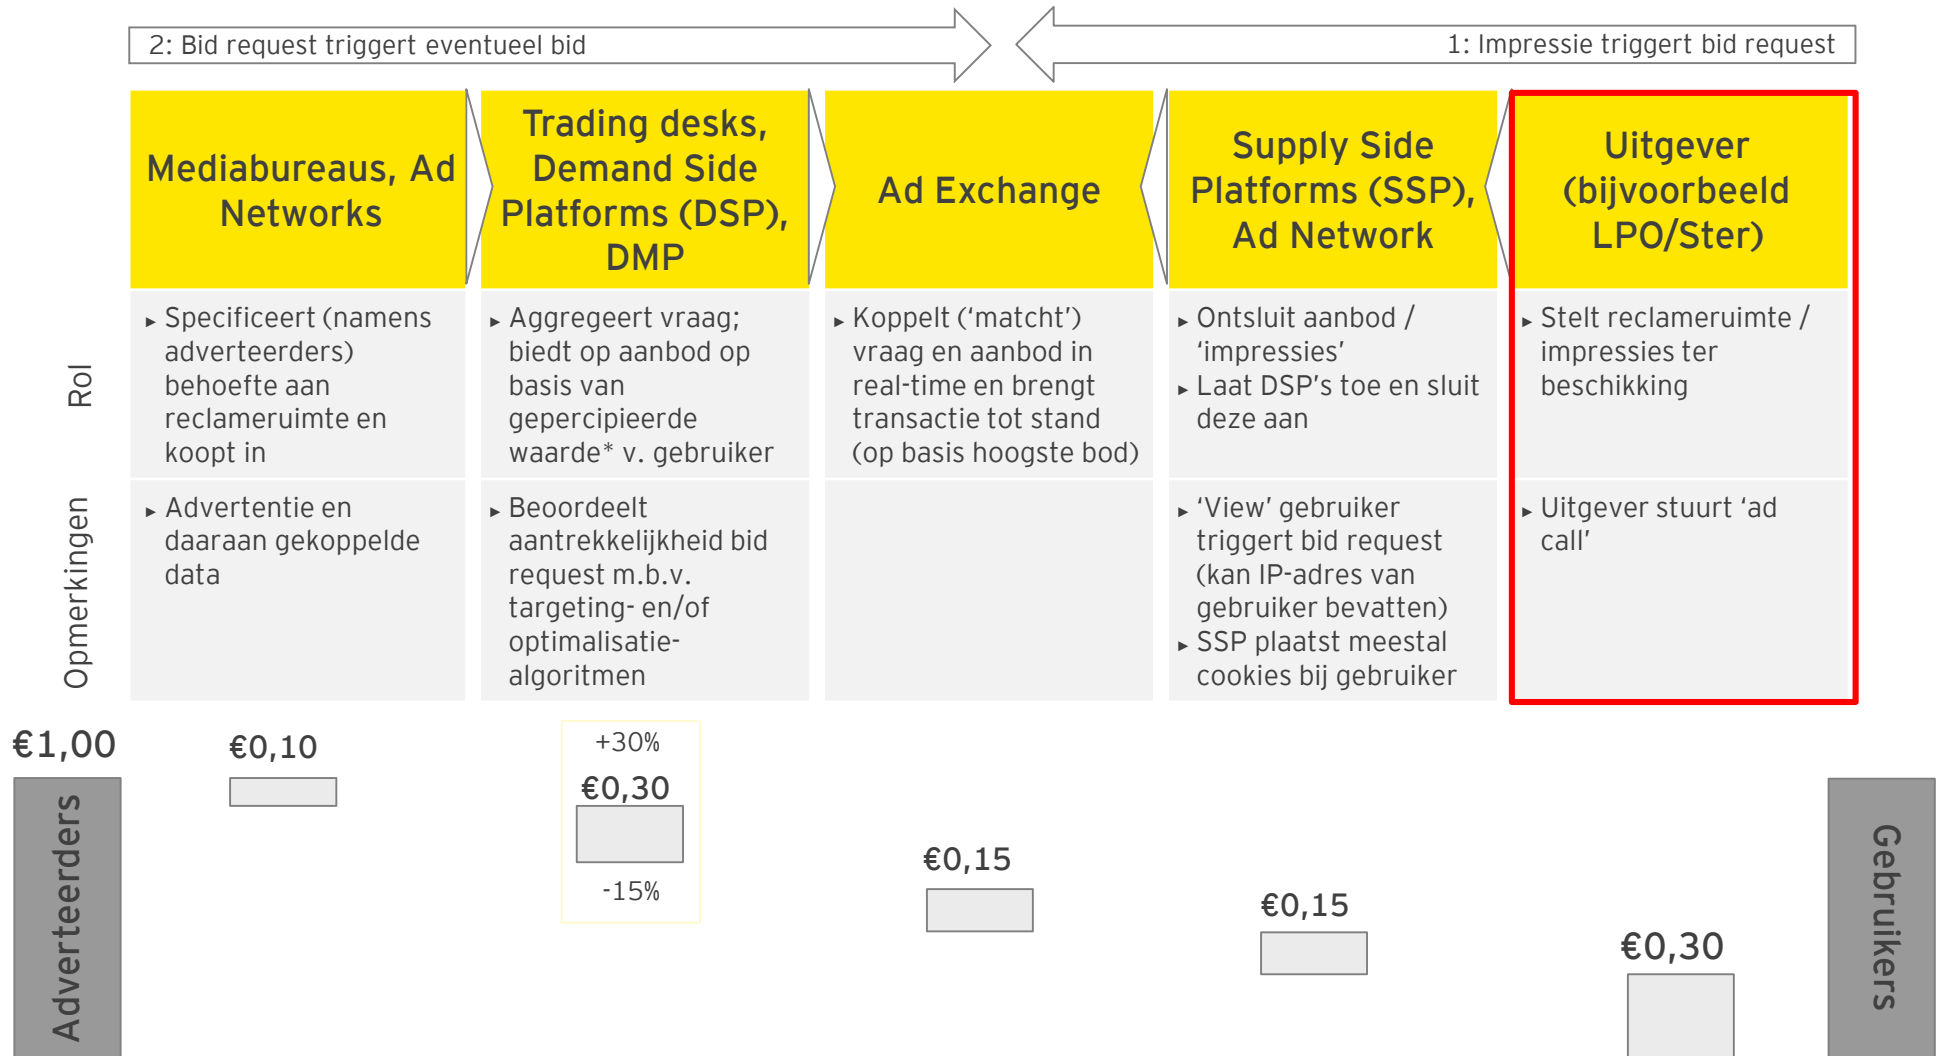 2: Bid request triggert eventueel bid
1: Impressie triggert bid request
Mediabureaus, Ad
Networks
Trading desks,
Demand Side
Platforms (DSP),
DMP
Ad Exchange
Supply Side
Platforms (SSP),
Ad Network
Uitgever
(bijvoorbeeld
LPO/Ster)
Rol
► Specificeert (namens
adverteerders)
behoefte aan
reclameruimte en
koopt in
► Aggregeert vraag;
biedt op aanbod op
basis van
gepercipieerde
waarde* v. gebruiker
► Koppelt (‘matcht’)
vraag en aanbod in
real-time en brengt
transactie tot stand
(op basis hoogste bod)
► Ontsluit aanbod /
‘impressies’
► Laat DSP’s toe en sluit
deze aan
► Stelt reclameruimte /
impressies ter
beschikking
Opmerkingen
► Advertentie en
daaraan gekoppelde
data
► Beoordeelt
aantrekkelijkheid bid
request m.b.v.
targeting- en/of
optimalisatie-
algoritmen
► ‘View’ gebruiker
triggert bid request
(kan IP-adres van
gebruiker bevatten)
► SSP plaatst meestal
cookies bij gebruiker
► Uitgever stuurt ‘ad
call’
€1,00
Adverteerders
€0,10
+30%
€0,30
-15%
€0,15
€0,15
€0,30
Gebruikers